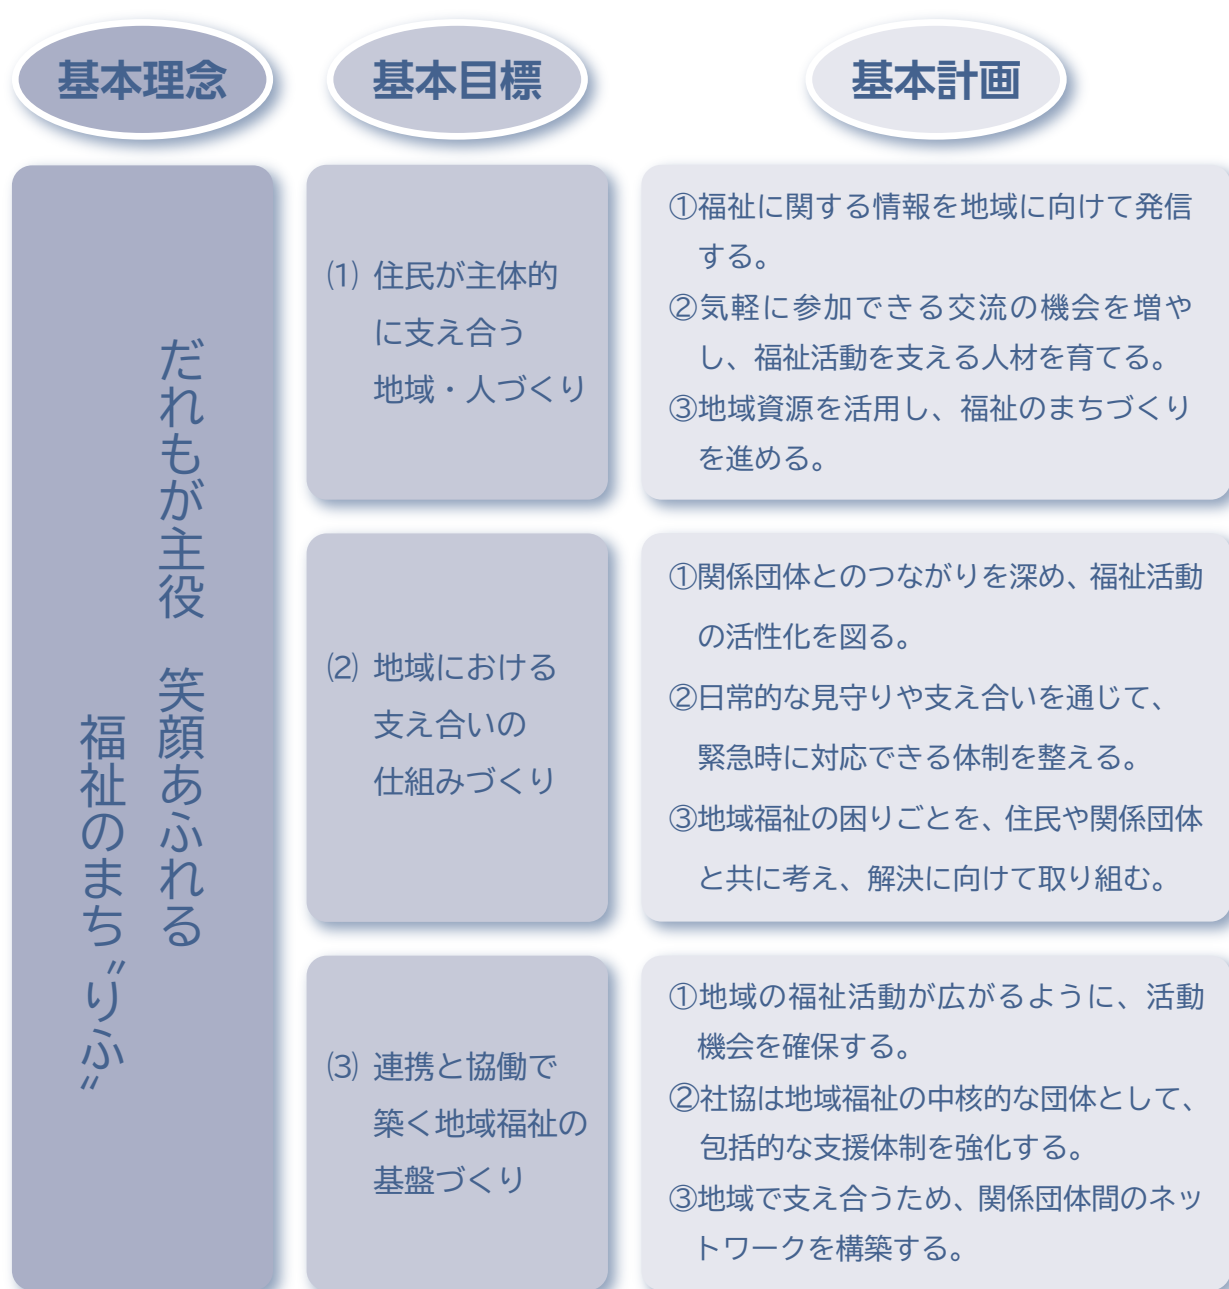 基本理念
基本目標
基本計画
だれもが主役　笑顔あふれる
福祉のまち〝りふ〟
⑴ 住民が主体的
に支え合う
地域・人づくり
①福祉に関する情報を地域に向けて発信
する。
②気軽に参加できる交流の機会を増や
し、福祉活動を支える人材を育てる。
③地域資源を活用し、福祉のまちづくり
を進める。
⑵ 地域における
支え合いの
仕組みづくり
①関係団体とのつながりを深め、福祉活動
の活性化を図る。
②日常的な見守りや支え合いを通じて、
緊急時に対応できる体制を整える。
③地域福祉の困りごとを、住民や関係団体
と共に考え、解決に向けて取り組む。
⑶ 連携と協働で
築く地域福祉の
基盤づくり
①地域の福祉活動が広がるように、活動
機会を確保する。
②社協は地域福祉の中核的な団体として、
包括的な支援体制を強化する。
③地域で支え合うため、関係団体間のネッ
トワークを構築する。